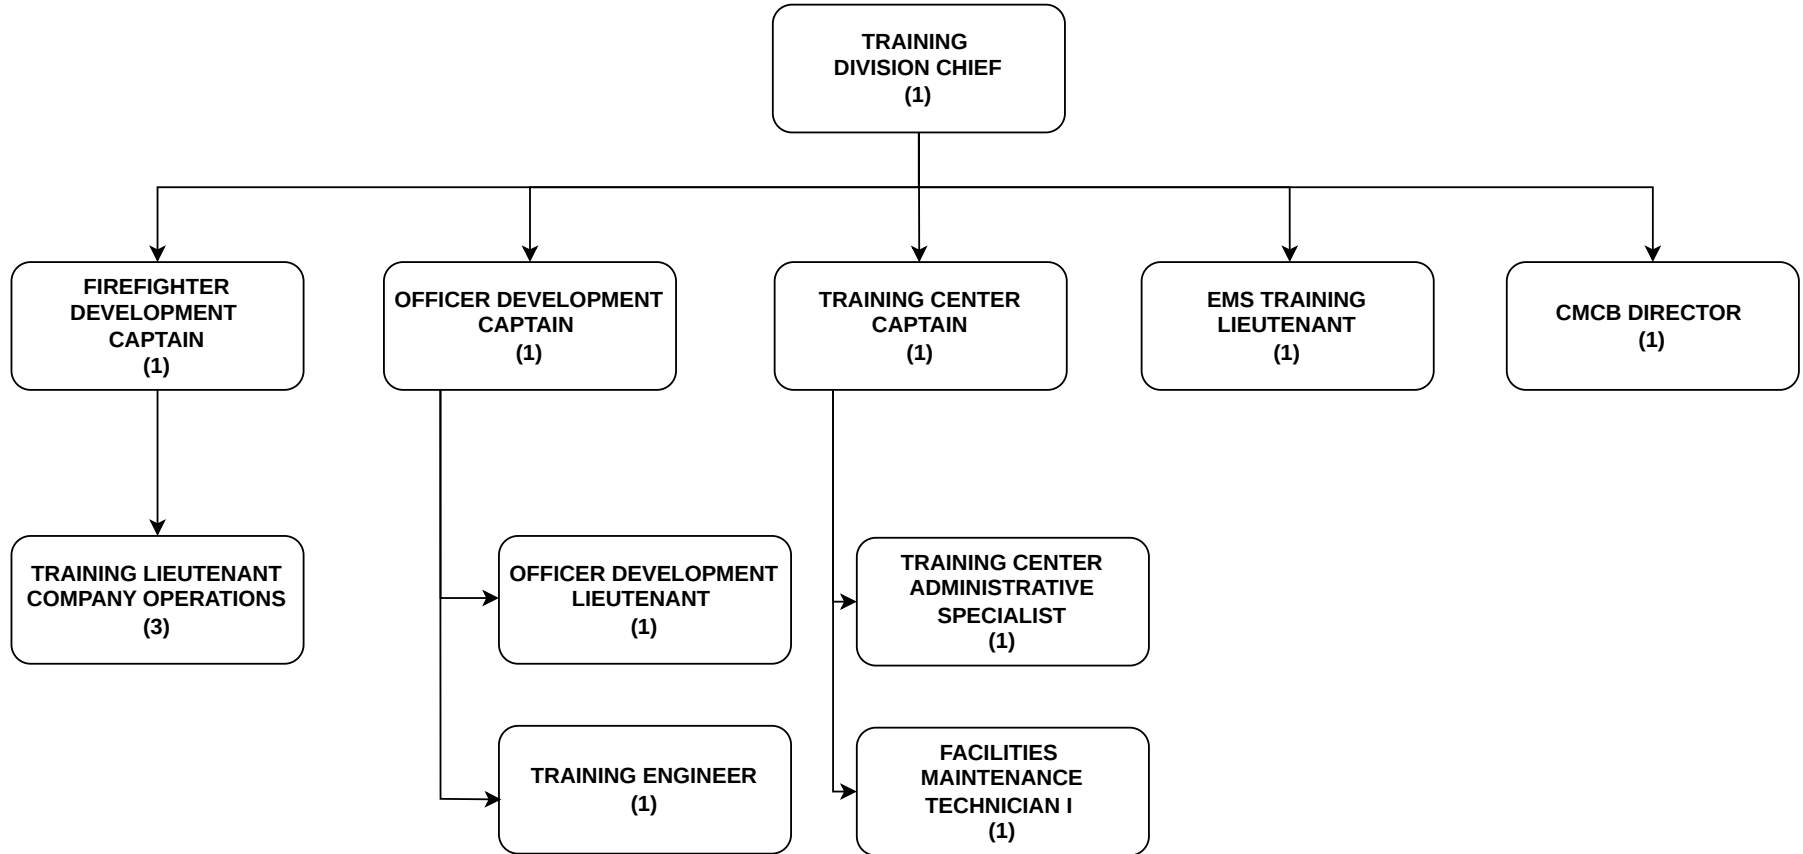 TRAINING
DIVISION CHIEF
(1)
FIREFIGHTER
DEVELOPMENT
CAPTAIN
(1)
OFFICER DEVELOPMENT
CAPTAIN
(1)
TRAINING CENTER
CAPTAIN
(1)
EMS TRAINING
LIEUTENANT
(1)
CMCB DIRECTOR
(1)
TRAINING LIEUTENANT
COMPANY OPERATIONS
(3)
OFFICER DEVELOPMENT
LIEUTENANT
(1)
TRAINING CENTER
ADMINISTRATIVE
SPECIALIST
(1)
TRAINING ENGINEER
(1)
FACILITIES
MAINTENANCE
TECHNICIAN I
(1)